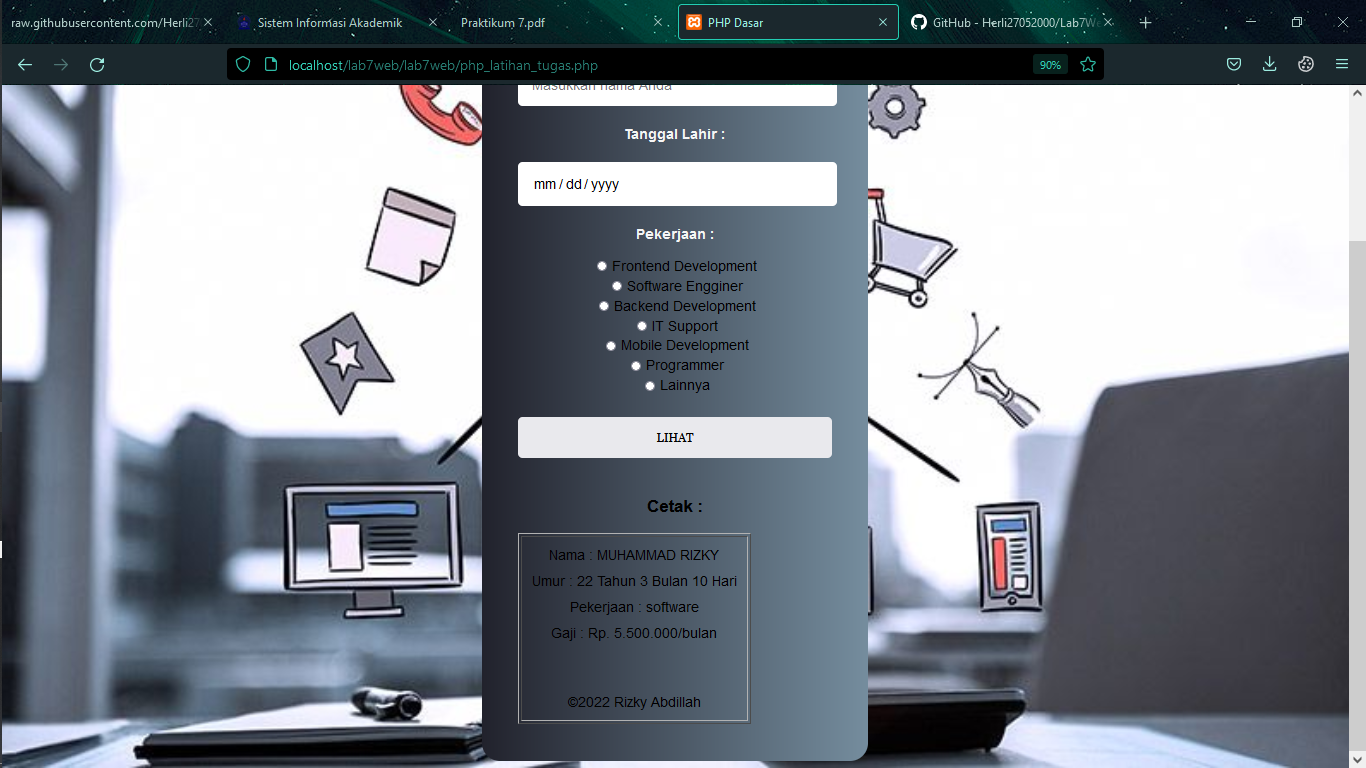 raw.githubusercontent.com/Herli27
Sistem Informasi Akademik
Praktikum 7.pdf
PHP Dasar
GitHub - Herli27052000/Lab7We
localhost/lab7web/lab7web/php_latihan_tugas.php
90%
Masukkan nama Anda
Tanggal Lahir :
mm / dd / yyyy
Pekerjaan :
Frontend Development
Software Engginer
Backend Development
IT Support
Mobile Development
Programmer
Lainnya
LIHAT
Cetak :
Nama : MUHAMMAD RIZKY
Umur : 22 Tahun 3 Bulan 10 Hari
Pekerjaan : software
Gaji : Rp. 5.500.000/bulan
©2022 Rizky Abdillah